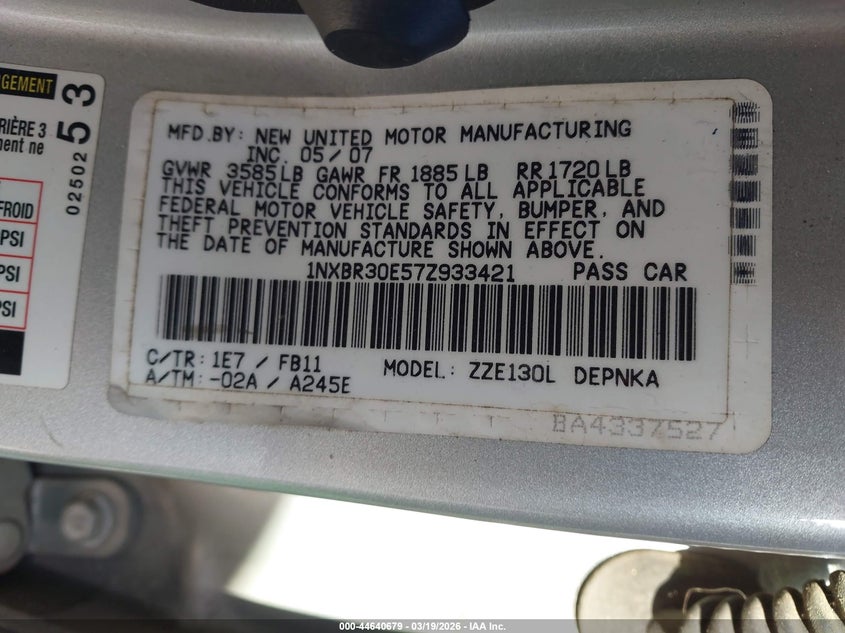 GEMENT
RIÈRE 3
ment ne
FROID
PSI
PSI
PSI
02502
53
MFD.BY: NEW UNITED MOTOR MANUFACTURING
INC. 05/07
GVWR 3585LB GAWR FR 1885LB RR1720LB
THIS VEHICLE CONFORMS TO ALL APPLICABLE
FEDERAL MOTOR VEHICLE SAFETY, BUMPER, AND
THEFT PREVENTION STANDARDS IN EFFECT ON
THE DATE OF MANUFACTURE SHOWN ABOVE.
1NXBR30E57Z933421 PASS CAR
C/TR: 1E7 / FB11 MODEL: ZZE130L DEPNKA
A/TM: -02A / A245E
BA4337527
000-44640679 - 03/19/2026 - IAA Inc.